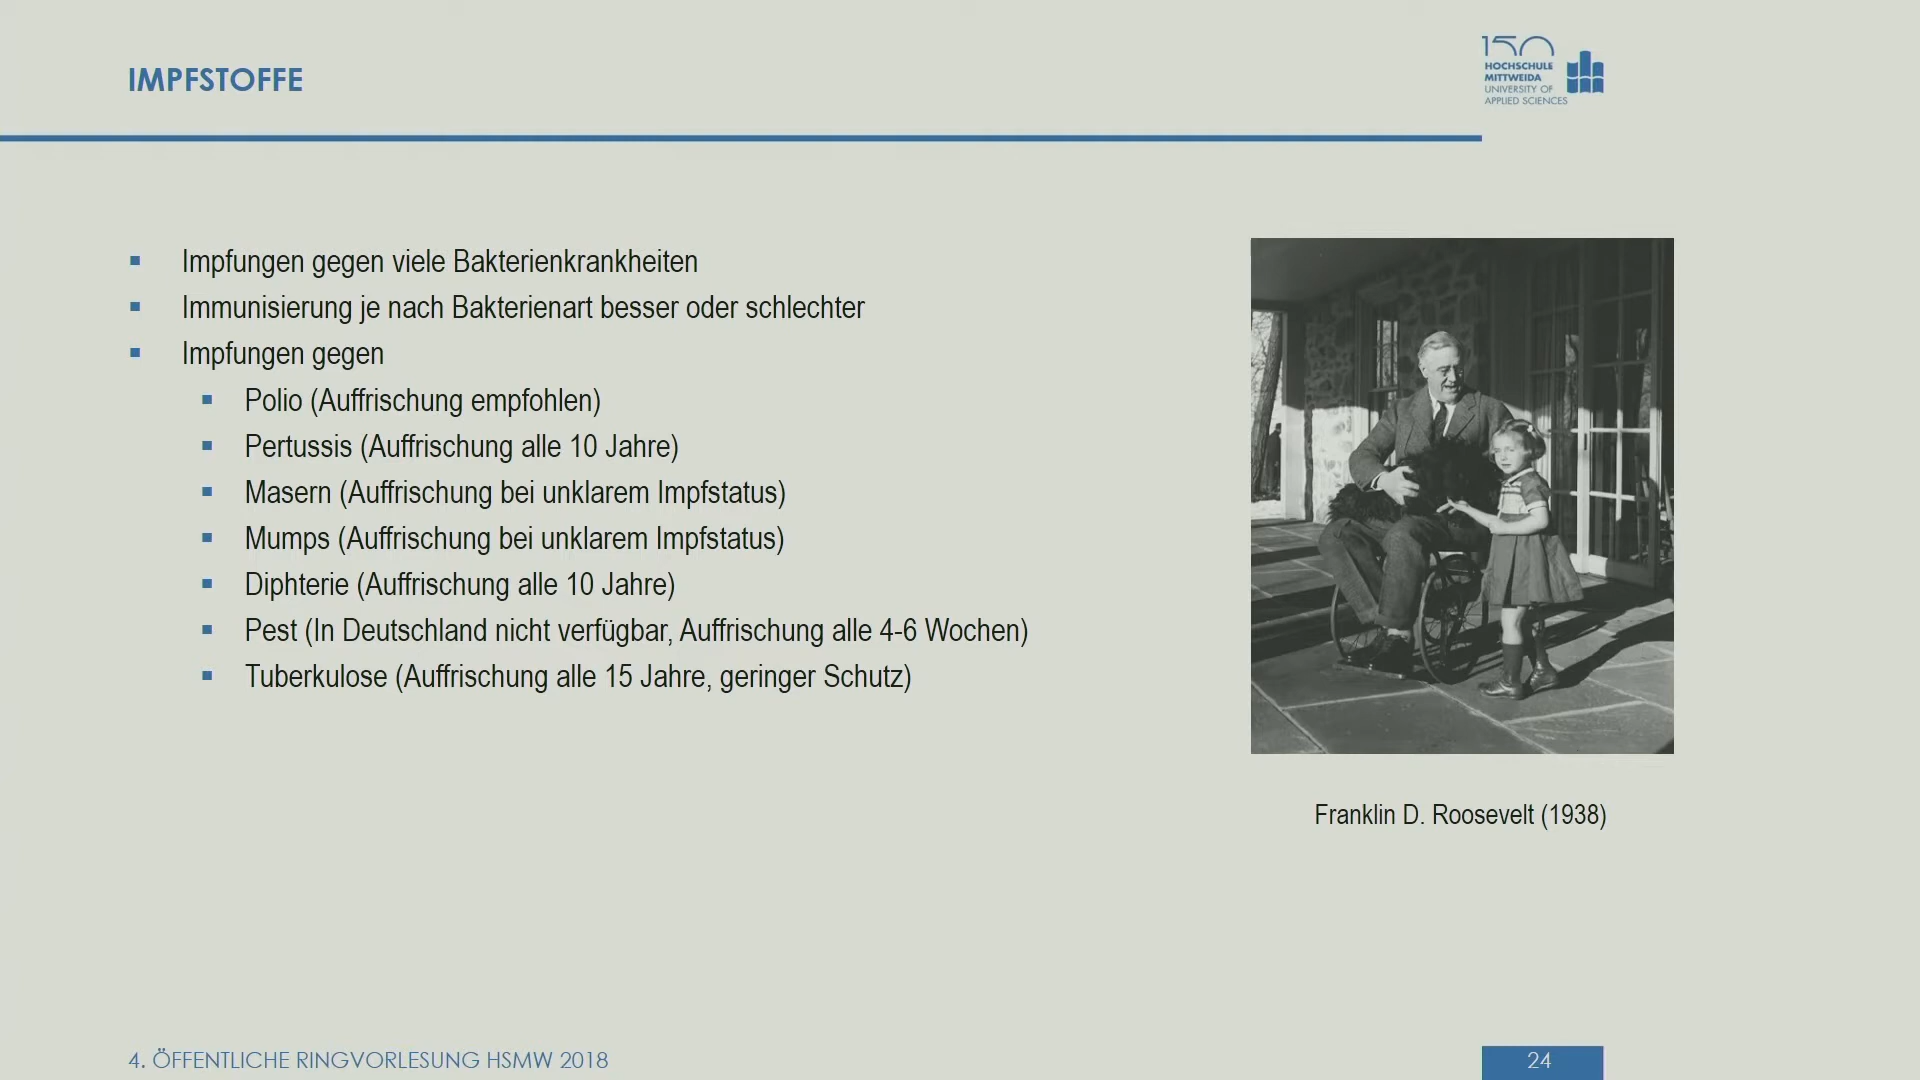 IMPFSTOFFE
150
HOCHSCHULE
MITTWEIDA
UNIVERSITY OF
APPLIED SCIENCES
Impfungen gegen viele Bakterienkrankheiten
Immunisierung je nach Bakterienart besser oder schlechter
Impfungen gegen
Polio (Auffrischung empfohlen)
Pertussis (Auffrischung alle 10 Jahre)
Masern (Auffrischung bei unklarem Impfstatus)
Mumps (Auffrischung bei unklarem Impfstatus)
Diphterie (Auffrischung alle 10 Jahre)
Pest (In Deutschland nicht verfügbar, Auffrischung alle 4-6 Wochen)
Tuberkulose (Auffrischung alle 15 Jahre, geringer Schutz)
Franklin D. Roosevelt (1938)
4. ÖFFENTLICHE RINGVORLESUNG HSMW 2018
24